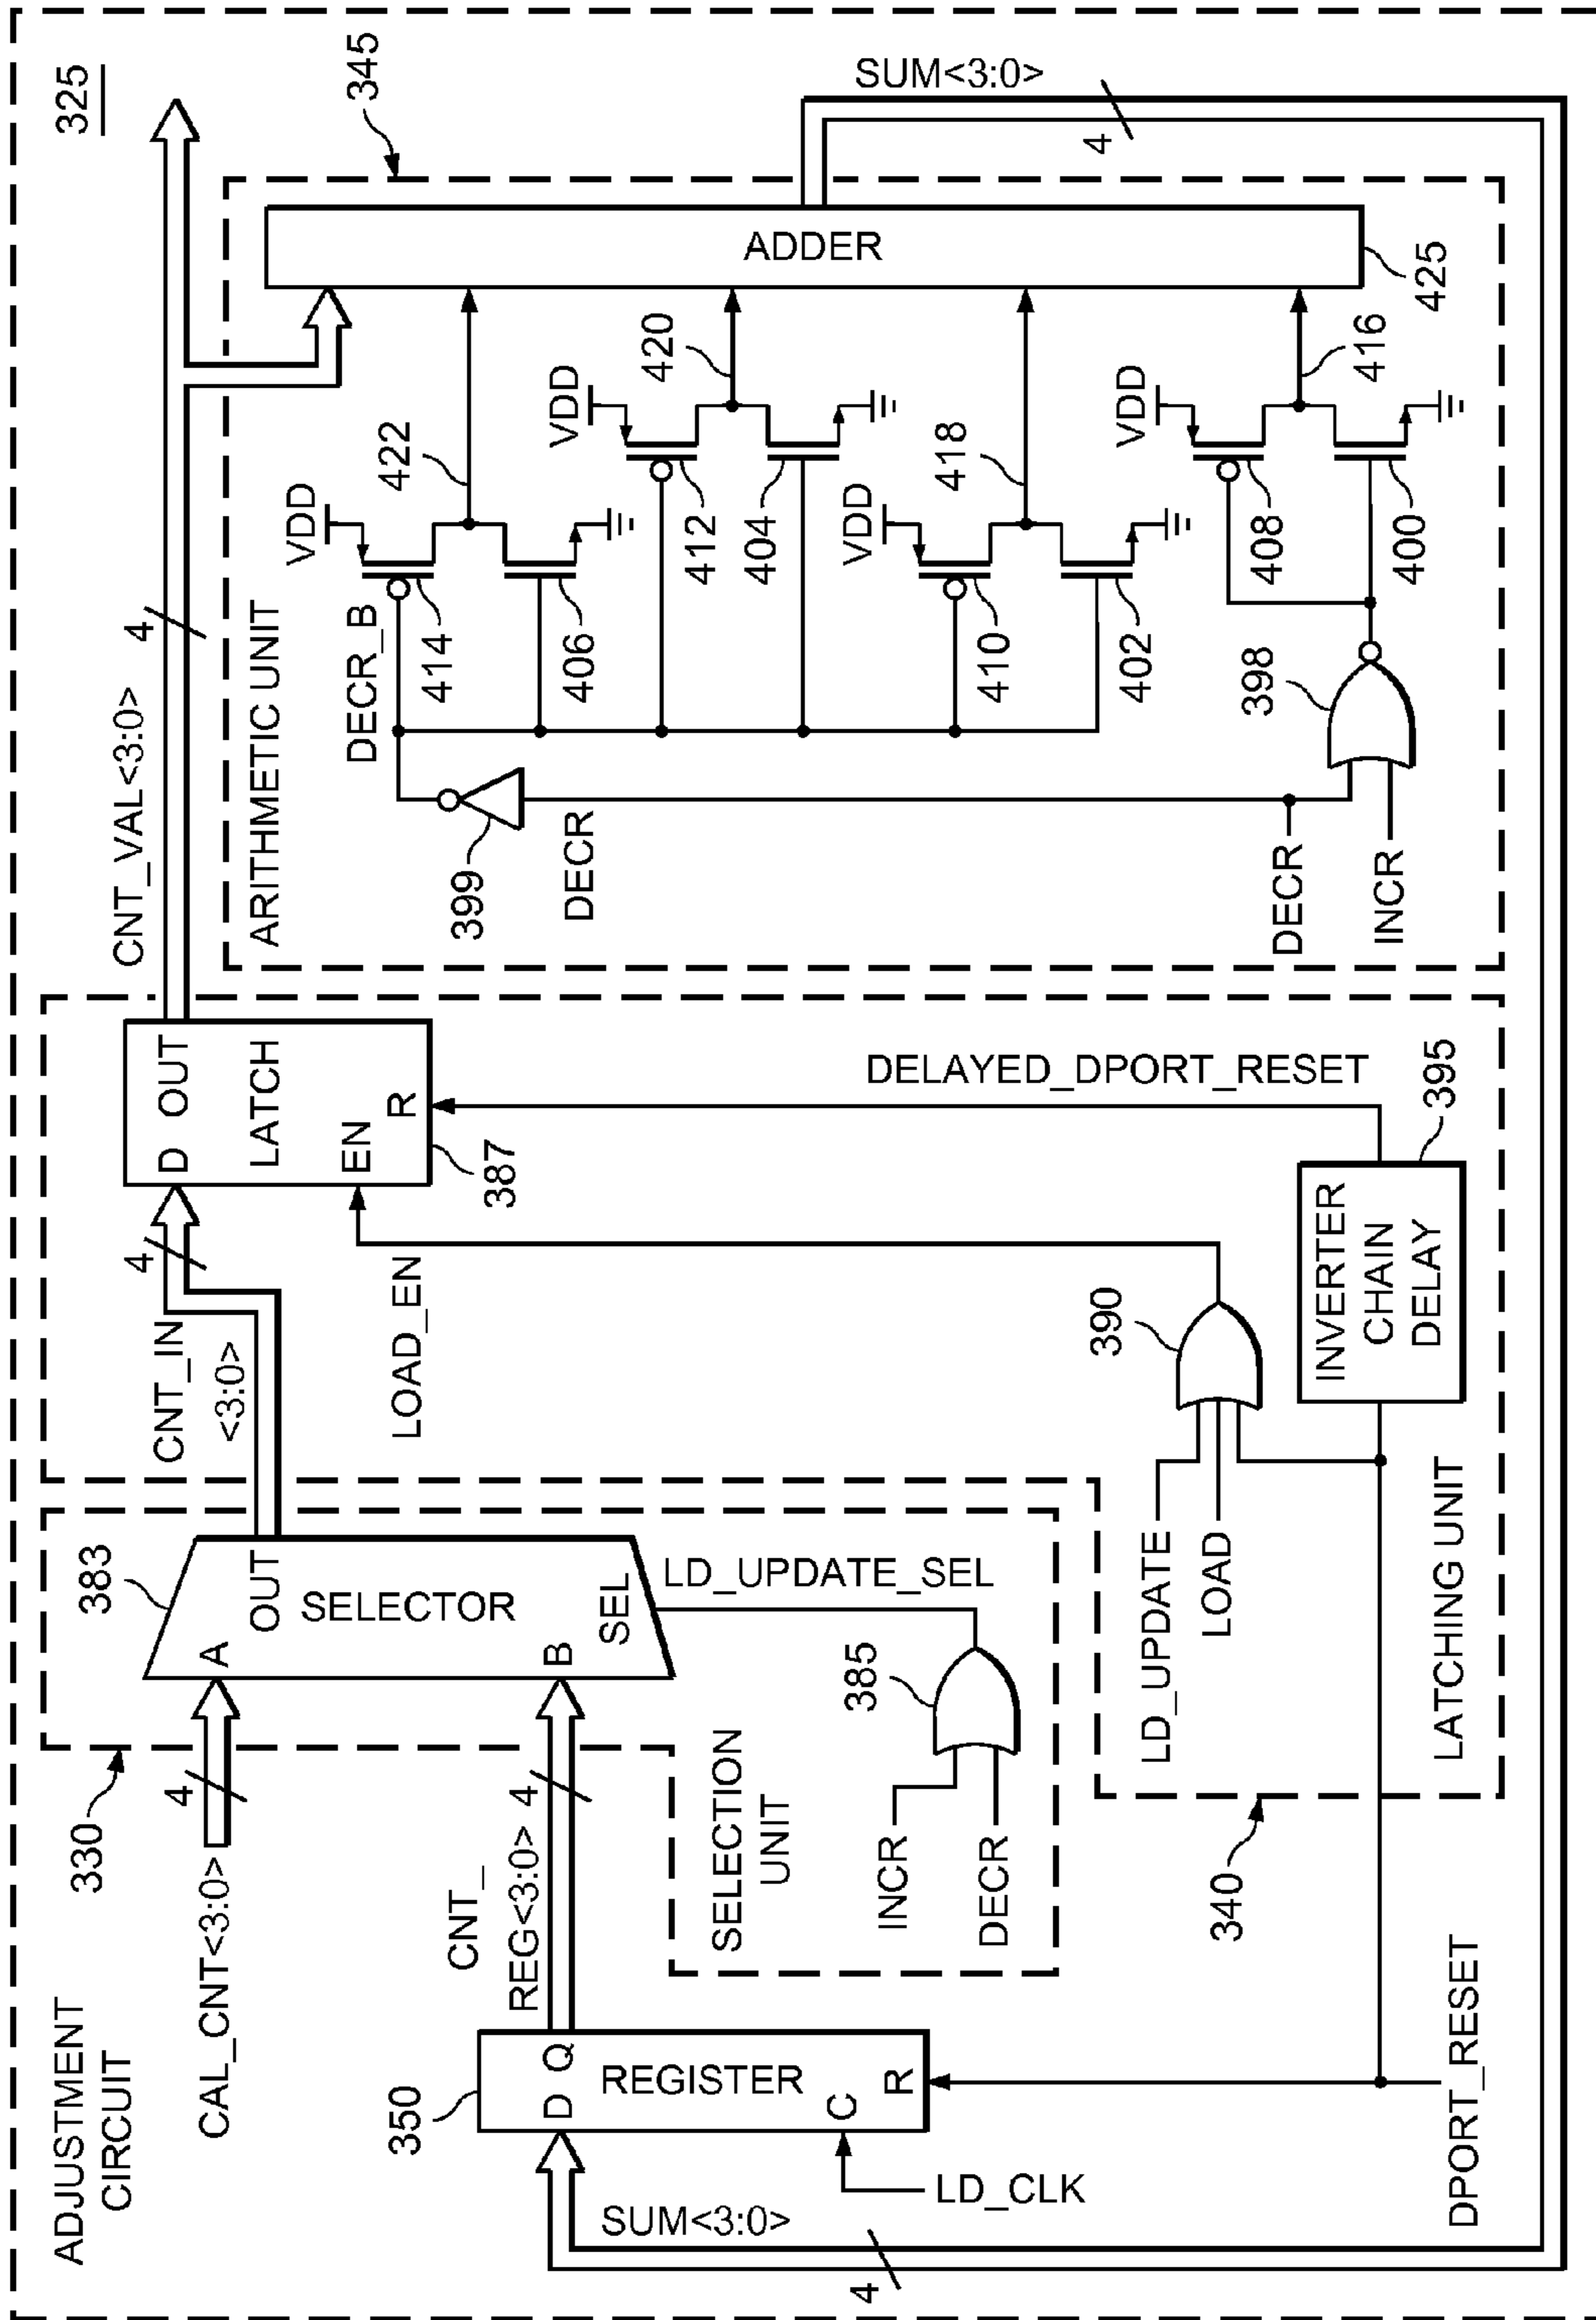 ADJUSTMENT
CIRCUIT
325
330
383
CAL_CNT<3:0>
4
A
OUT
SELECTOR
B
SEL
LD_UPDATE_SEL
CNT_
REG<3:0>
4
350
D Q
REGISTER
C
R
LD_CLK
SUM<3:0>
4
DPORT_RESET
SELECTION
UNIT
INCR
DECR
385
CNT_IN
<3:0>
4
D OUT
LATCH
EN
R
387
LOAD_EN
DELAYED_DPORT_RESET
390
LD_UPDATE
LOAD
340
LATCHING UNIT
INVERTER
CHAIN
DELAY
395
CNT_VAL<3:0>
4
ARITHMETIC UNIT
345
DECR_B
399
DECR
VDD
414
406
422
VDD
412
404
420
VDD
410
402
418
VDD
408
400
416
398
DECR
INCR
ADDER
425
SUM<3:0>
4